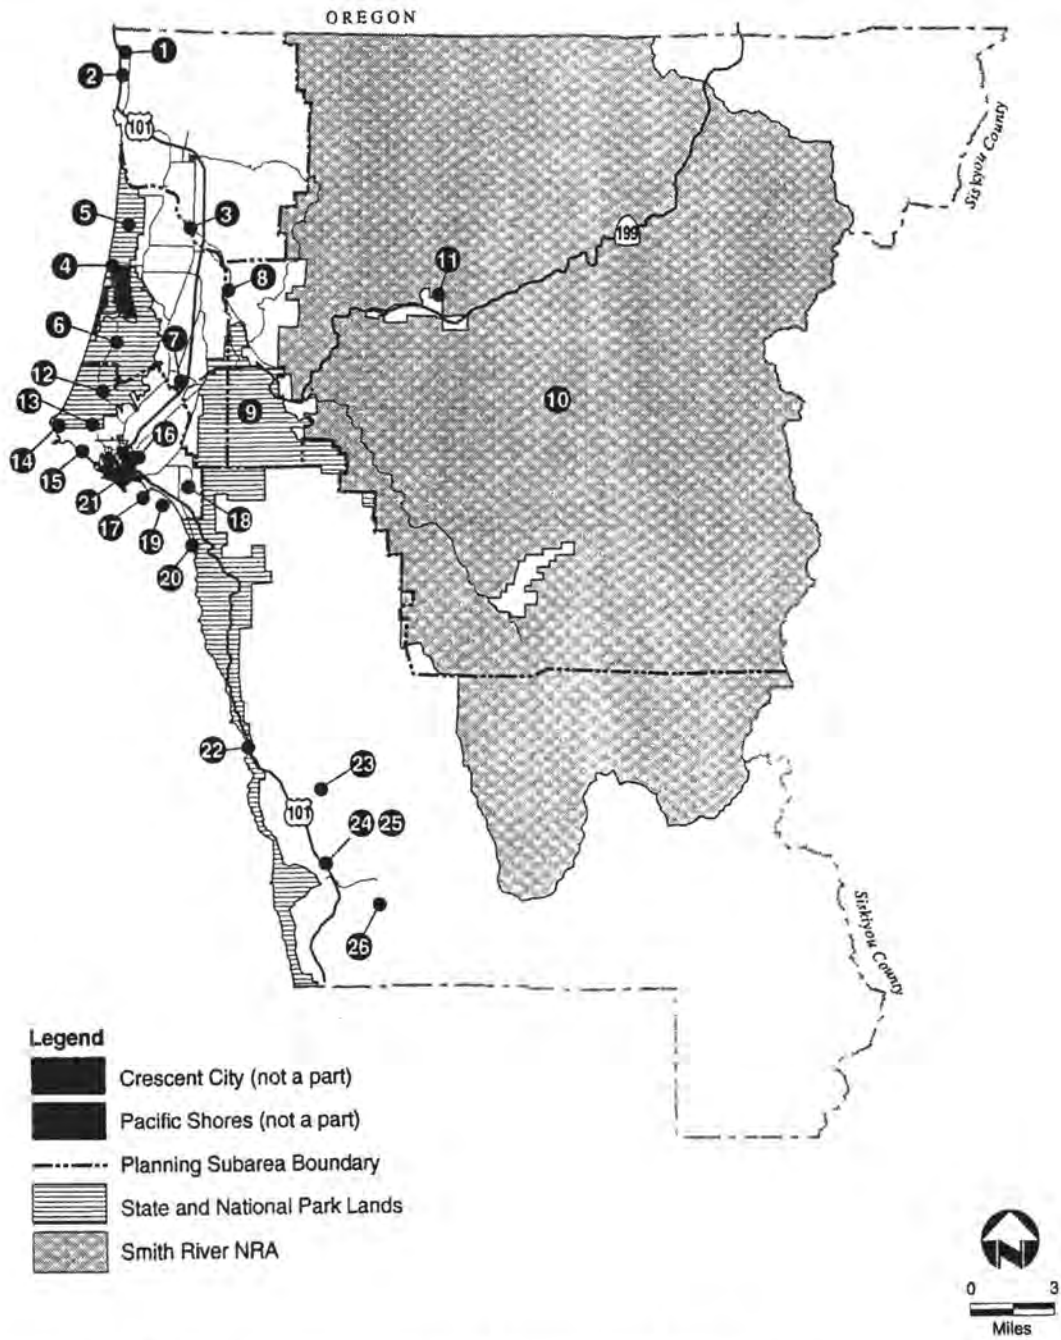 OREGON
1
2
101
Siskiyou County
3
5
199
4
8
11
6
7
12
10
13
9
14
16
15
21
17
18
19
20
22
23
101
24 25
26
Siskiyou County
Legend
Crescent City (not a part)
Pacific Shores (not a part)
Planning Subarea Boundary
State and National Park Lands
Smith River NRA
N
0 3
Miles